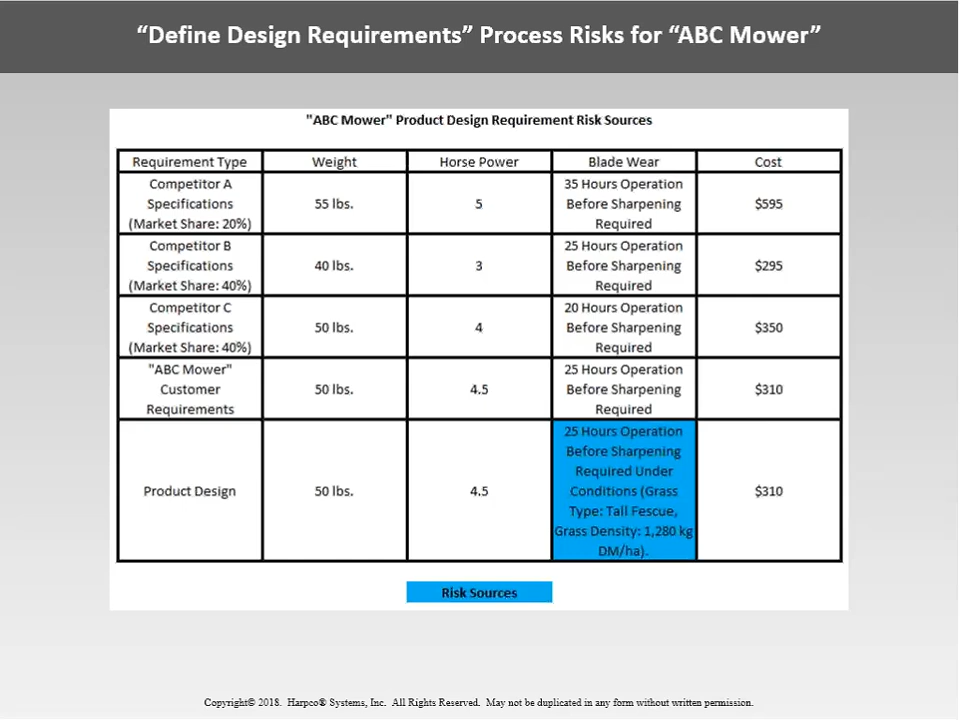 “Define Design Requirements” Process Risks for “ABC Mower”
"ABC Mower" Product Design Requirement Risk Sources
Requirement Type Weight Horse Power Blade Wear Cost
Competitor A
Specifications
(Market Share: 20%)
55 lbs.
5
35 Hours Operation
Before Sharpening
Required
$595
Competitor B
Specifications
(Market Share: 40%)
40 lbs.
3
25 Hours Operation
Before Sharpening
Required
$295
Competitor C
Specifications
(Market Share: 40%)
50 lbs.
4
20 Hours Operation
Before Sharpening
Required
$350
"ABC Mower"
Customer
Requirements
50 lbs.
4.5
25 Hours Operation
Before Sharpening
Required
$310
Product Design
50 lbs.
4.5
25 Hours Operation
Before Sharpening
Required Under
Conditions (Grass
Type: Tall Fescue,
Grass Density: 1,280 kg
DM/ha).
$310
Risk Sources
Copyright© 2018. Harpco® Systems, Inc. All Rights Reserved. May not be duplicated in any form without written permission.